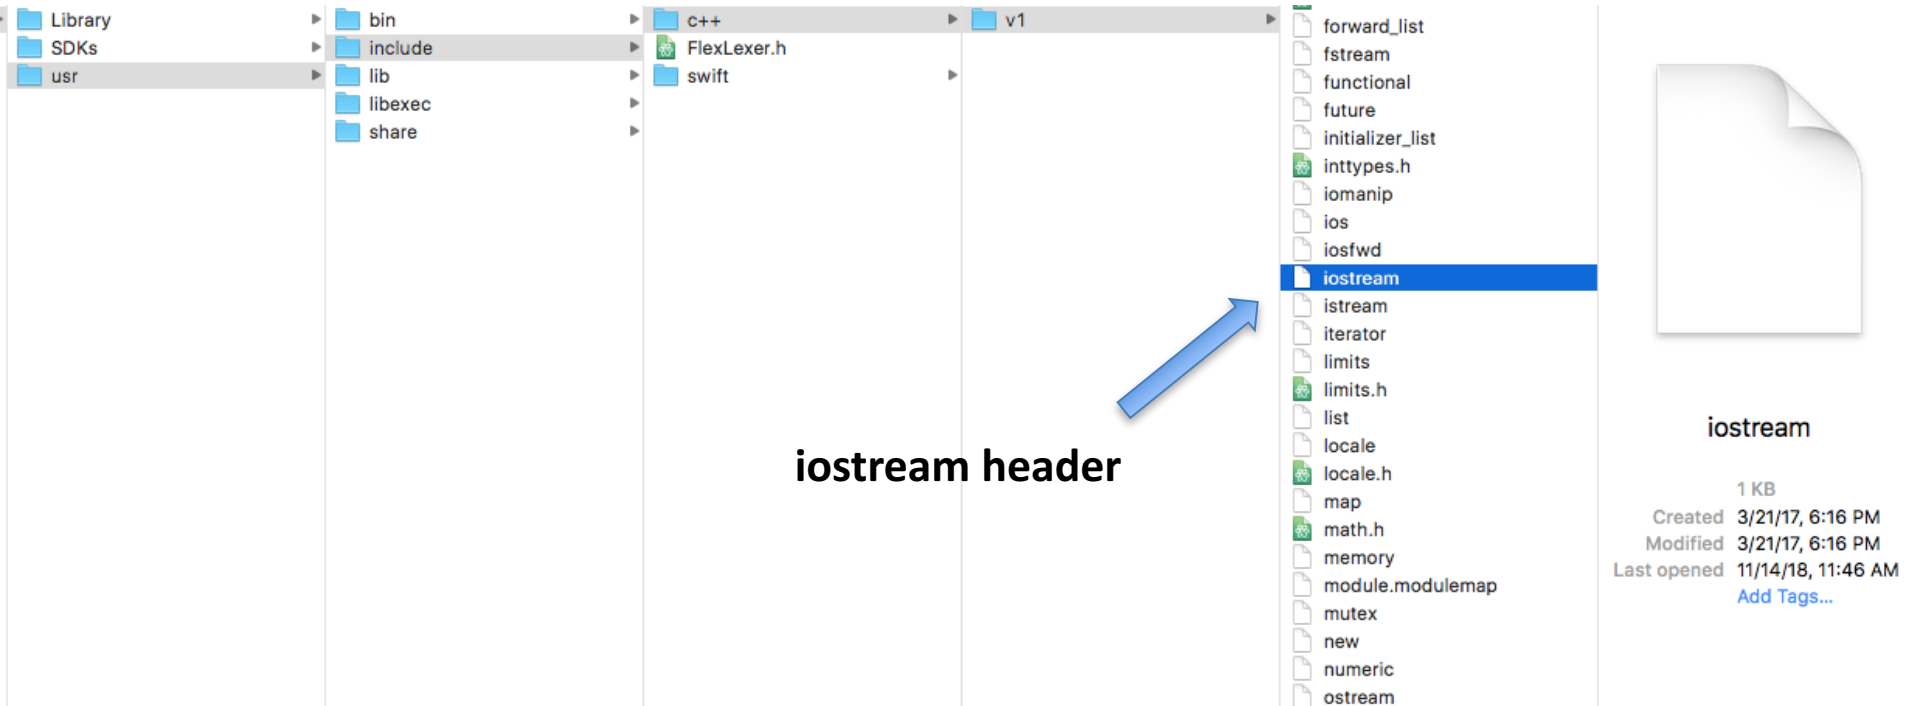 Library
SDKs
usr
bin
include
lib
libexec
share
c++
FlexLexer.h
swift
v1
forward_list
fstream
functional
future
initializer_list
inttypes.h
iomanip
ios
iosfwd
iostream
istream
iterator
limits
limits.h
list
locale
locale.h
map
math.h
memory
module.modulemap
mutex
new
numeric
ostream
iostream header
iostream
1 KB
Created 3/21/17, 6:16 PM
Modified 3/21/17, 6:16 PM
Last opened 11/14/18, 11:46 AM
Add Tags...